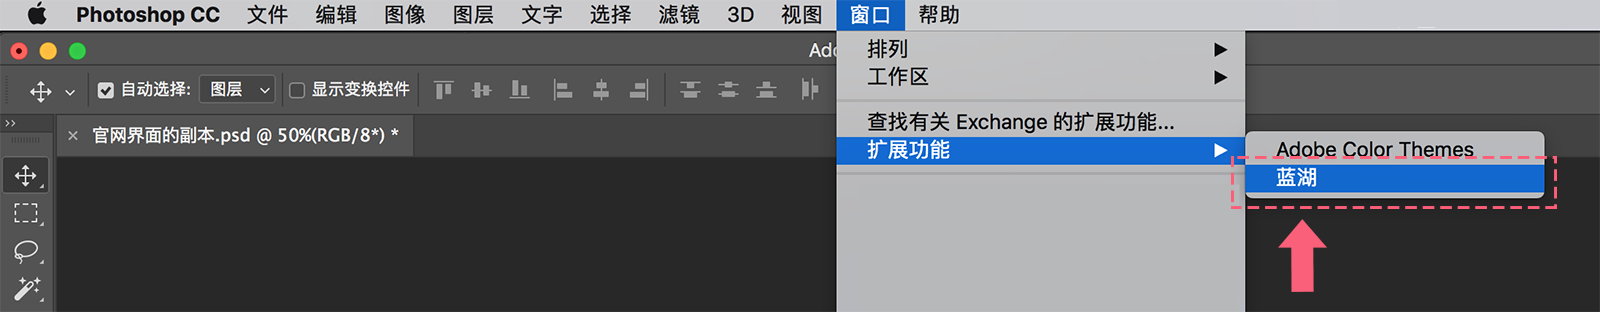 Photoshop CC 文件 编辑 图像 图层 文字 选择 滤镜 3D 视图 窗口 帮助
Ado
排列
工作区
自动选择: 图层 显示变换控件
查找有关 Exchange 的扩展功能...
官网界面的副本.psd @ 50%(RGB/8*) *
扩展功能
Adobe Color Themes
蓝湖